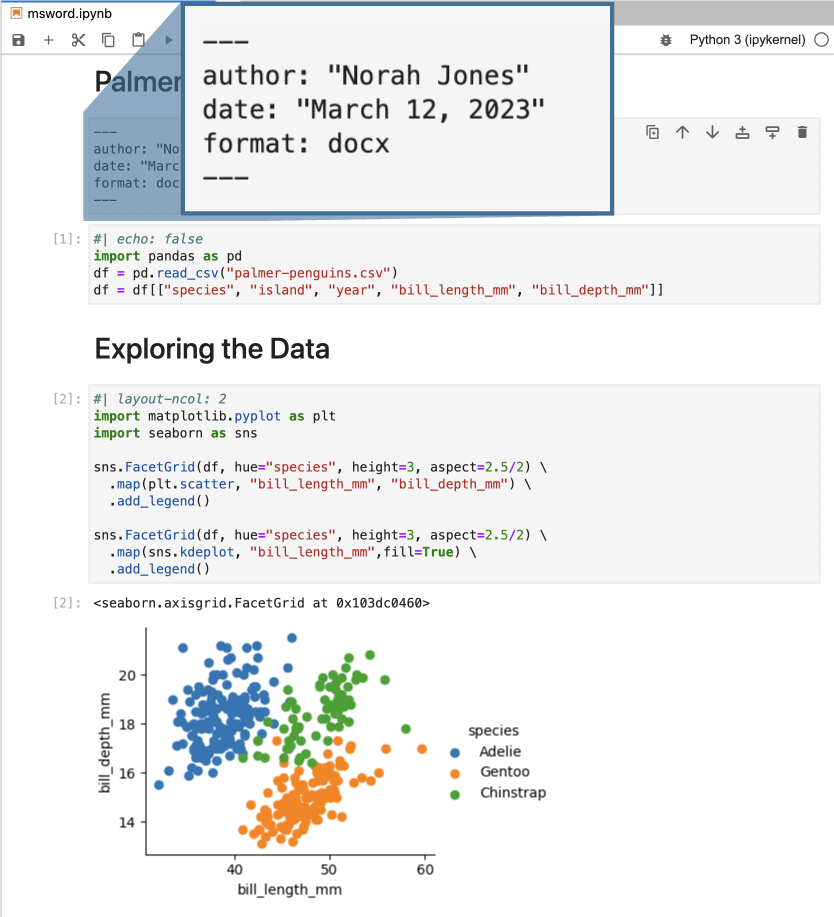 msword.ipynb
Python 3 (ipykernel)
---
author: "Norah Jones"
date: "March 12, 2023"
format: docx
---
Palmer
---
author: "No
date: "Marc
format: doc
---
[1]: #| echo: false
import pandas as pd
df = pd.read_csv("palmer-penguins.csv")
df = df[["species", "island", "year", "bill_length_mm", "bill_depth_mm"]]
Exploring the Data
[2]: #| layout-ncol: 2
import matplotlib.pyplot as plt
import seaborn as sns
sns.FacetGrid(df, hue="species", height=3, aspect=2.5/2) \
.map(plt.scatter, "bill_length_mm", "bill_depth_mm") \
.add_legend()
sns.FacetGrid(df, hue="species", height=3, aspect=2.5/2) \
.map(sns.kdeplot, "bill_length_mm",fill=True) \
.add_legend()
[2]: <seaborn.axisgrid.FacetGrid at 0x103dc0460>
20
18
16
14
bill_depth_mm
40 50 60
bill_length_mm
species
Adelie
Gentoo
Chinstrap